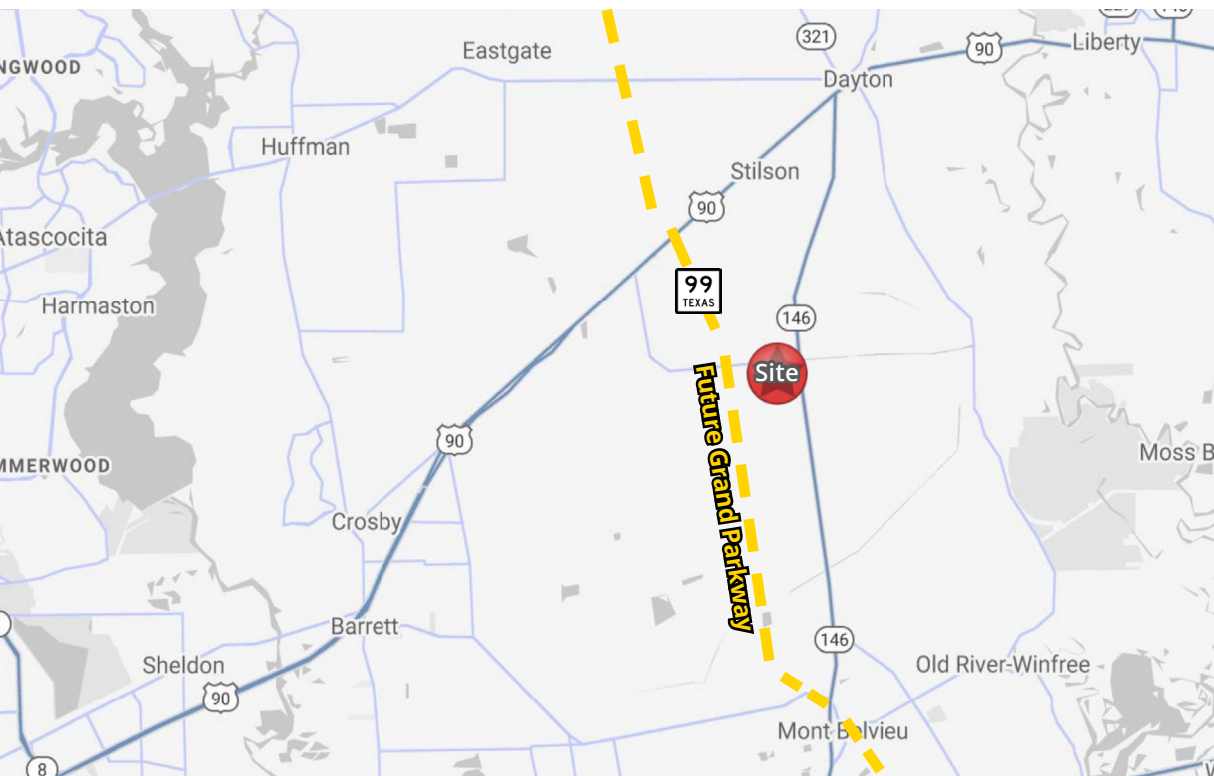 321
90
Liberty
Eastgate
NGWOOD
Dayton
Huffman
Stilson
90
Atascocita
99
TEXAS
Harmaston
146
Site
Future Grand Parkway
90
Moss B
MMERWOOD
Crosby
Barrett
146
Sheldon
Old River-Winfree
90
Mont Belvieu
8